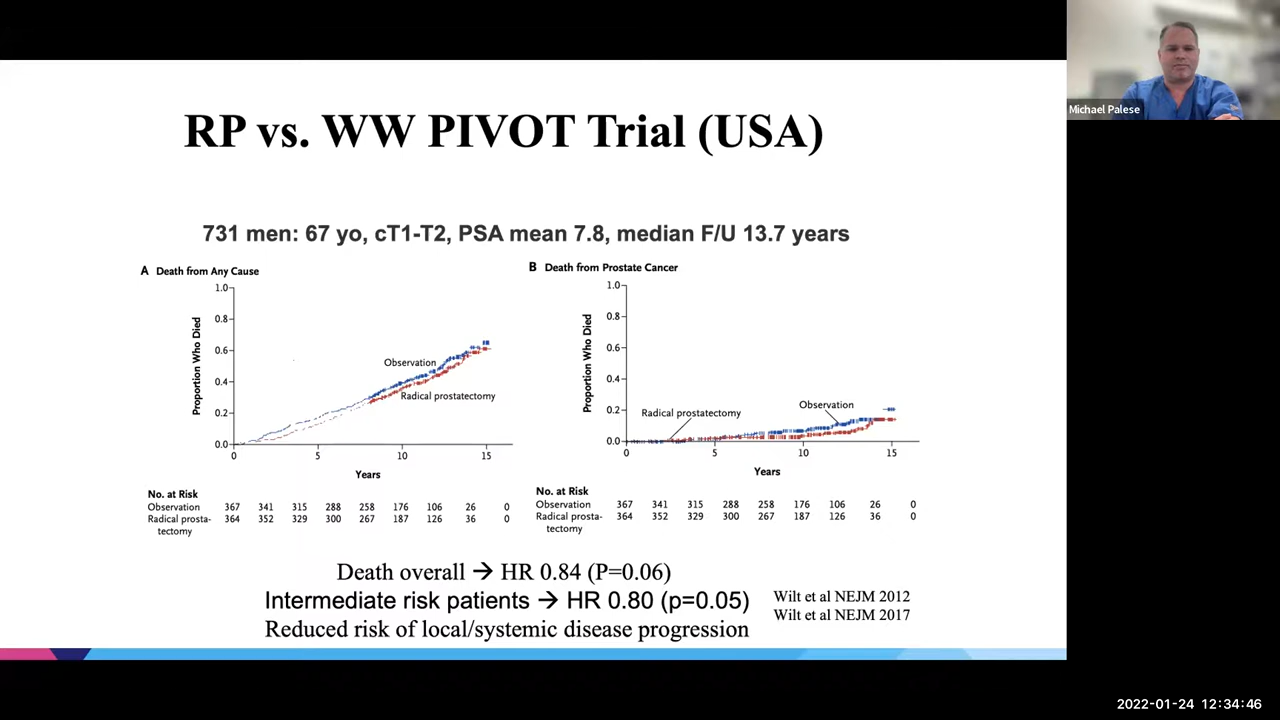 Michael Palese
RP vs. WW PIVOT Trial (USA)
731 men: 67 yo, cT1-T2, PSA mean 7.8, median F/U 13.7 years
A Death from Any Cause
1.0
0.8
0.6
0.4
0.2
0.0
Proportion Who Died
Observation
Radical prostatectomy
0 5 10 15
Years
No. at Risk
Observation 367 341 315 288 258 176 106 26 0
Radical prosta- 364 352 329 300 267 187 126 36 0
tectomy
B Death from Prostate Cancer
1.0
0.8
0.6
0.4
0.2
0.0
Proportion Who Died
Radical prostatectomy
Observation
0 5 10 15
Years
No. at Risk
Observation 367 341 315 288 258 176 106 26 0
Radical prosta- 364 352 329 300 267 187 126 36 0
tectomy
Death overall → HR 0.84 (P=0.06)
Intermediate risk patients → HR 0.80 (p=0.05)
Reduced risk of local/systemic disease progression
Wilt et al NEJM 2012
Wilt et al NEJM 2017
2022-01-24 12:34:46